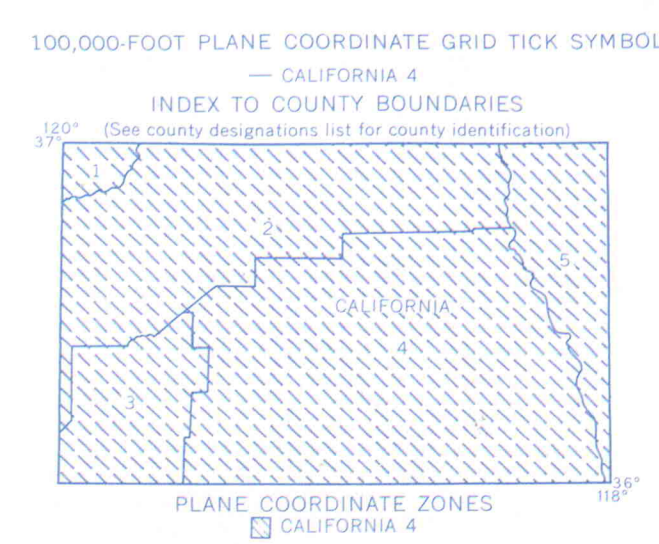 100,000-FOOT PLANE COORDINATE GRID TICK SYMBOL
— CALIFORNIA 4
INDEX TO COUNTY BOUNDARIES
120° (See county designations list for county identification)
37°
1
2
5
CALIFORNIA
4
3
36°
118°
PLANE COORDINATE ZONES
CALIFORNIA 4